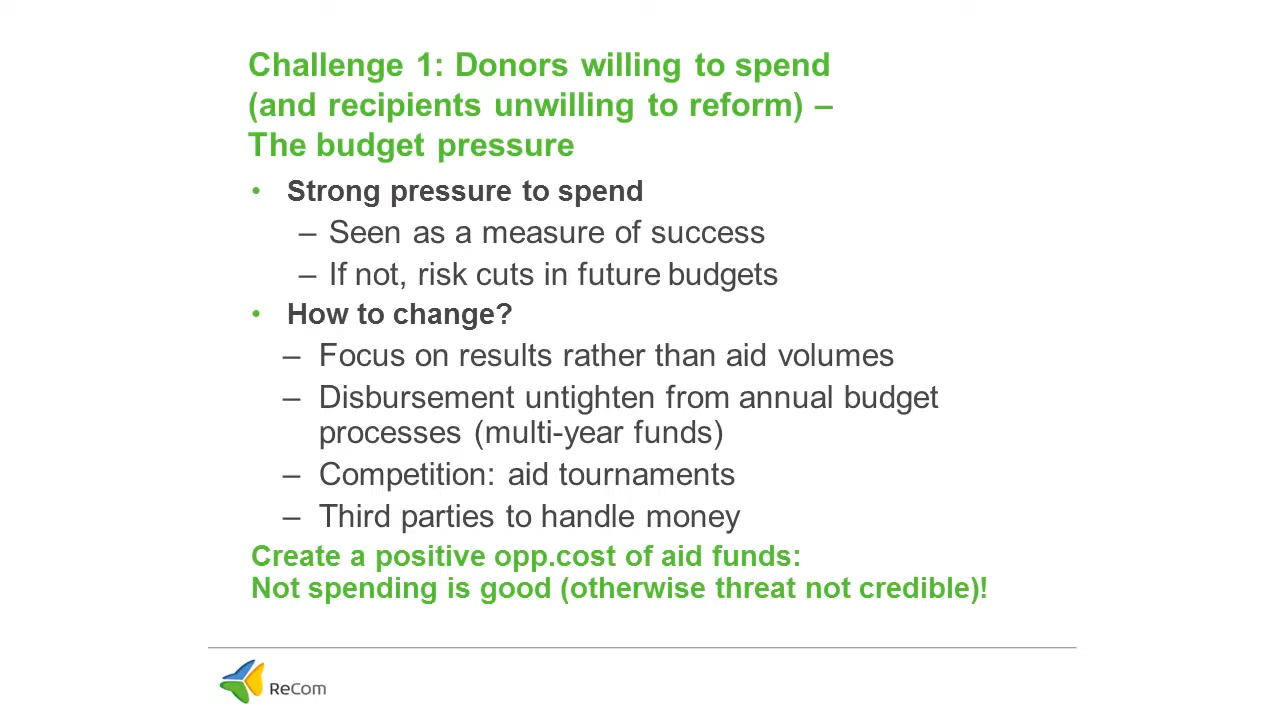 Challenge 1: Donors willing to spend
(and recipients unwilling to reform) –
The budget pressure
• Strong pressure to spend
– Seen as a measure of success
– If not, risk cuts in future budgets
• How to change?
– Focus on results rather than aid volumes
– Disbursement untighten from annual budget
processes (multi-year funds)
– Competition: aid tournaments
– Third parties to handle money
Create a positive opp.cost of aid funds:
Not spending is good (otherwise threat not credible)!
ReCom